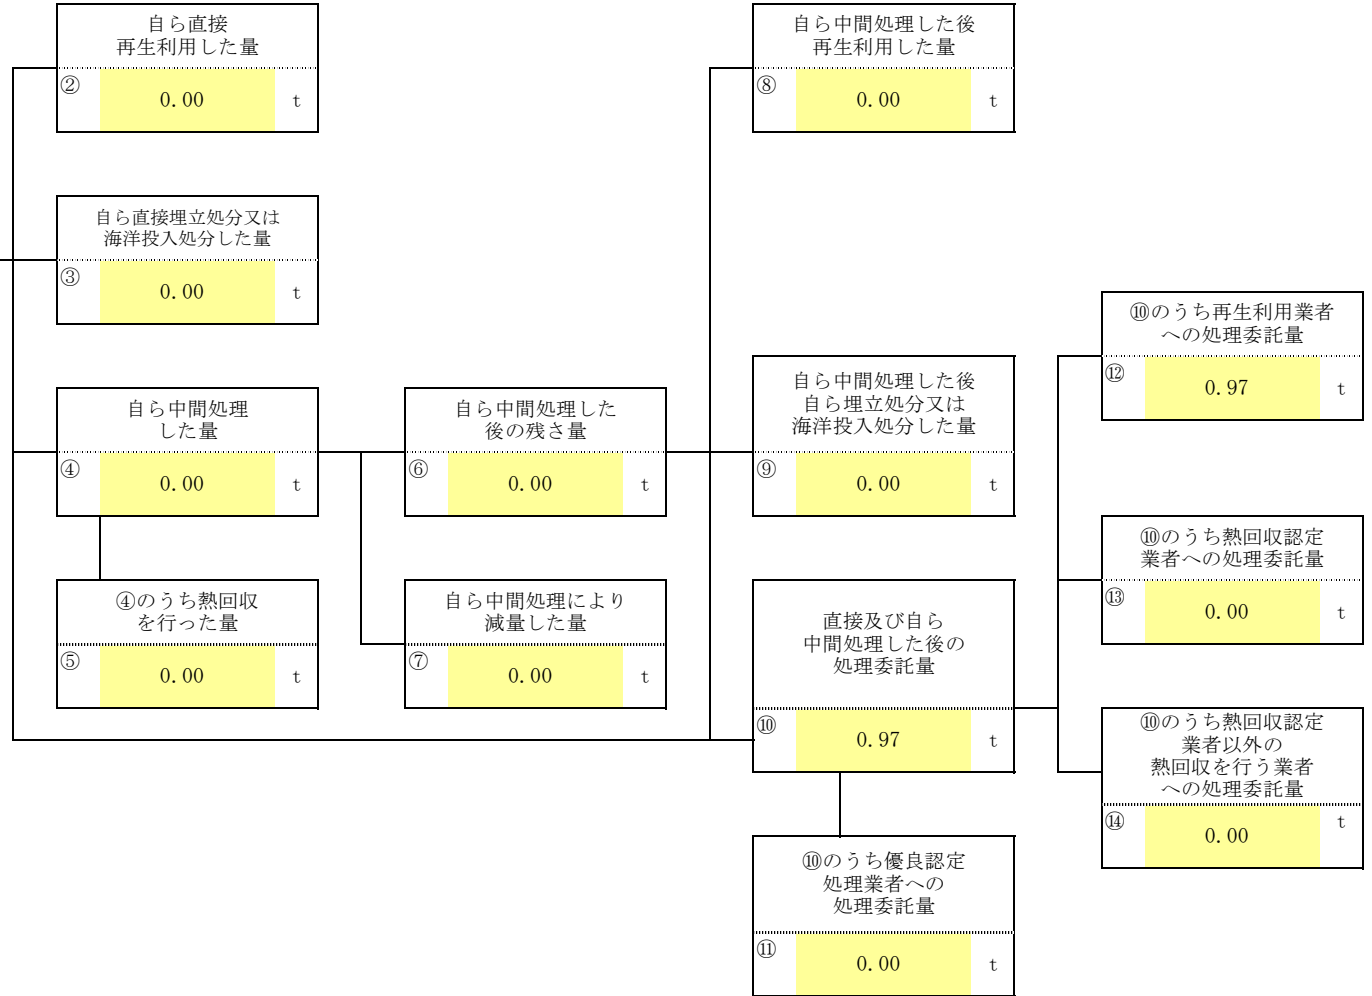 自ら直接
再生利用した量
②
0.00
t
自ら中間処理した後
再生利用した量
⑧
0.00
t
自ら直接埋立処分又は
海洋投入処分した量
③
0.00
t
⑩のうち再生利用業者
への処理委託量
⑫
0.97
t
自ら中間処理
した量
④
0.00
t
自ら中間処理した
後の残さ量
⑥
0.00
t
自ら中間処理した後
自ら埋立処分又は
海洋投入処分した量
⑨
0.00
t
⑩のうち熱回収認定
業者への処理委託量
⑬
0.00
t
④のうち熱回収
を行った量
⑤
0.00
t
自ら中間処理により
減量した量
⑦
0.00
t
直接及び自ら
中間処理した後の
処理委託量
⑩
0.97
t
⑩のうち熱回収認定
業者以外の
熱回収を行う業者
への処理委託量
⑭
0.00
t
⑩のうち優良認定
処理業者への
処理委託量
⑪
0.00
t